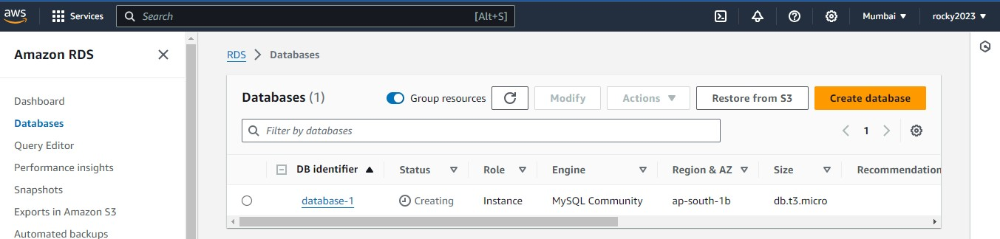 aws Services Search [Alt+S] Mumbai rocky2023
Amazon RDS
Dashboard
Databases
Query Editor
Performance insights
Snapshots
Exports in Amazon S3
Automated backups
RDS Databases
Databases (1) Group resources Modify Actions Restore from S3 Create database
Filter by databases 1
DB identifier Status Role Engine Region & AZ Size Recommendation
database-1 Creating Instance MySQL Community ap-south-1b db.t3.micro